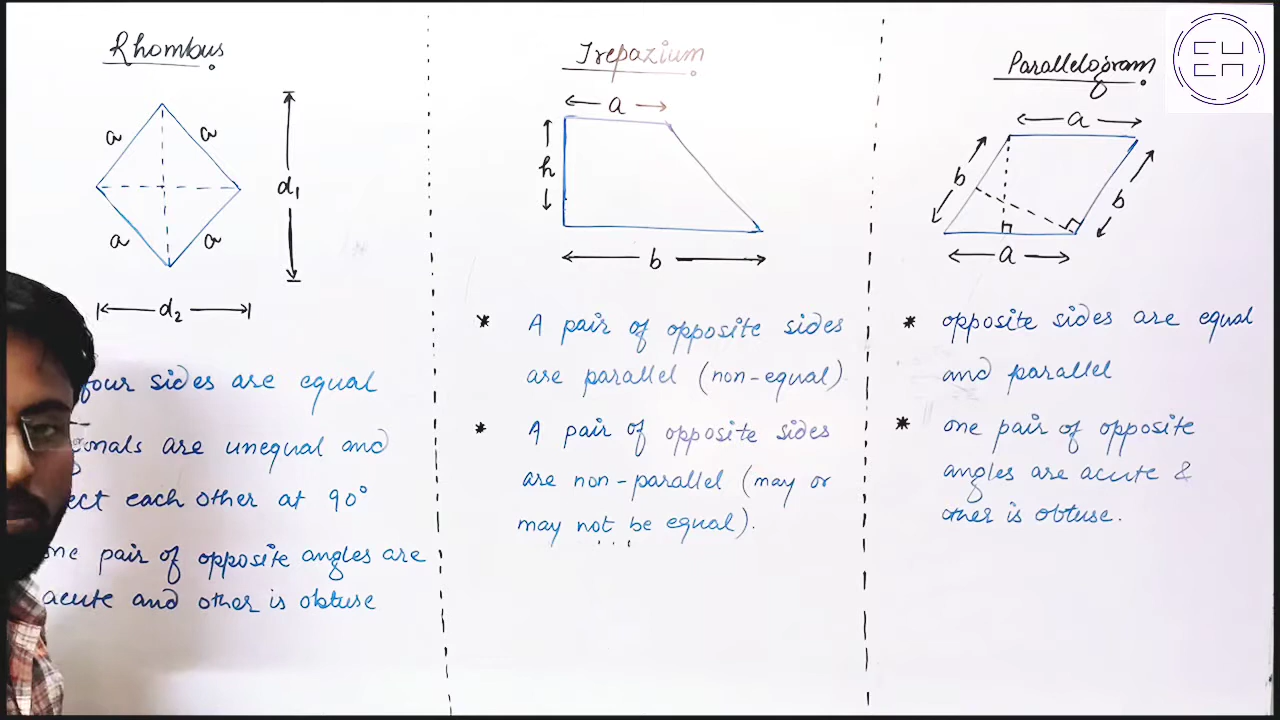 Rhombus
a a
a a
d1
d2
four sides are equal
are unequal and
each other at 90°
pair of opposite angles are
acute and other is obtuse
Trepazium
a
h
b
* A pair of opposite sides
are parallel (non-equal)
* A pair of opposite sides
are non-parallel (may or
may not be equal).
Parallelogram
a
b
b
a
* opposite sides are equal
and parallel
* one pair of opposite
angles are acute &
other is obtuse.
EH
EH